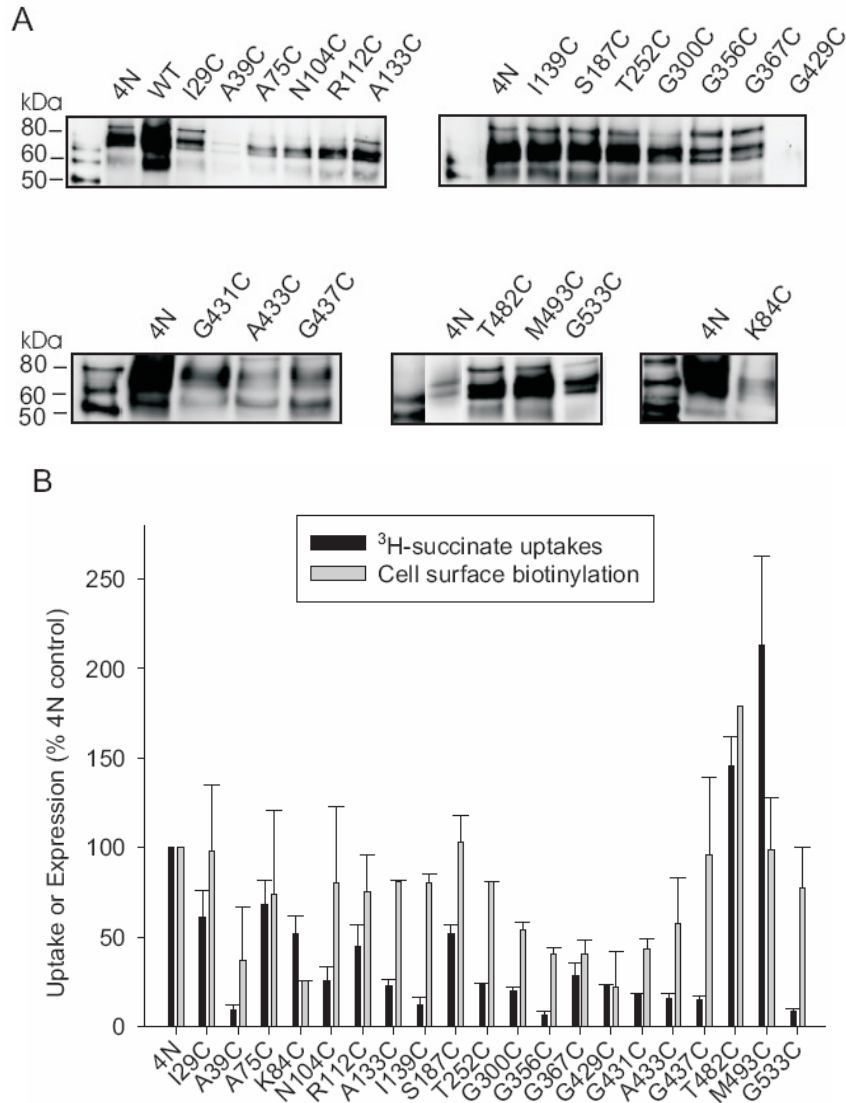 A
kDa
80
60
50
4N WT I29C A39C A75C N104C R112C A133C
4N I139C S187C T252C G300C G356C G367C G429C
kDa
80
60
50
4N G431C A433C G437C
4N T482C M493C G533C
4N K84C
B
³H-succinate uptakes
Cell surface biotinylation
Uptake or Expression (% 4N control)
250
200
150
100
50
0
4N I29C A39C A75C K84C N104C R112C A133C I139C S187C T252C G300C G356C G367C G429C G431C A433C G437C T482C M493C G533C